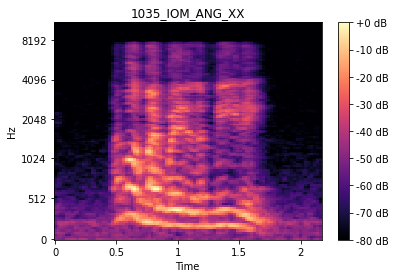 1035_IOM_ANG_XX
8192
4096
2048
1024
512
0
Hz
0
0.5
1
1.5
2
Time
+0 dB
-10 dB
-20 dB
-30 dB
-40 dB
-50 dB
-60 dB
-70 dB
-80 dB